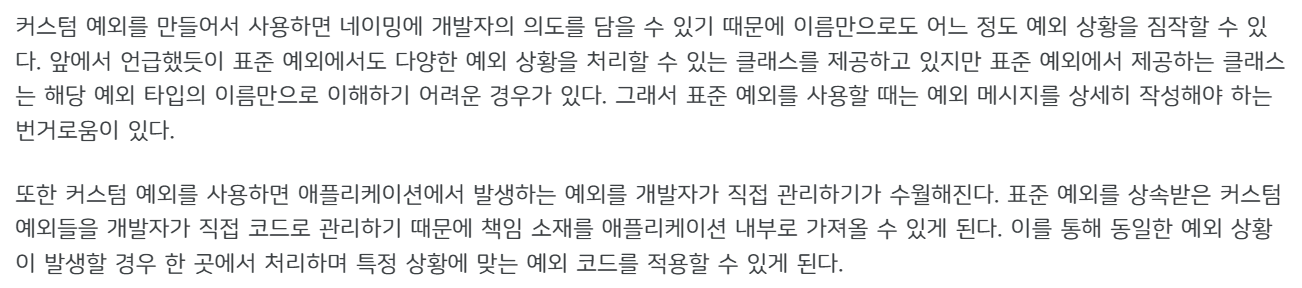 커스텀 예외를 만들어서 사용하면 네이밍에 개발자의 의도를 담을 수 있기 때문에 이름만으로도 어느 정도 예외 상황을 짐작할 수 있
다. 앞에서 언급했듯이 표준 예외에서도 다양한 예외 상황을 처리할 수 있는 클래스를 제공하고 있지만 표준 예외에서 제공하는 클래스
는 해당 예외 타입의 이름만으로 이해하기 어려운 경우가 있다. 그래서 표준 예외를 사용할 때는 예외 메시지를 상세히 작성해야 하는
번거로움이 있다.
또한 커스텀 예외를 사용하면 애플리케이션에서 발생하는 예외를 개발자가 직접 관리하기가 수월해진다. 표준 예외를 상속받은 커스텀
예외들을 개발자가 직접 코드로 관리하기 때문에 책임 소재를 애플리케이션 내부로 가져올 수 있게 된다. 이를 통해 동일한 예외 상황
이 발생할 경우 한 곳에서 처리하며 특정 상황에 맞는 예외 코드를 적용할 수 있게 된다.